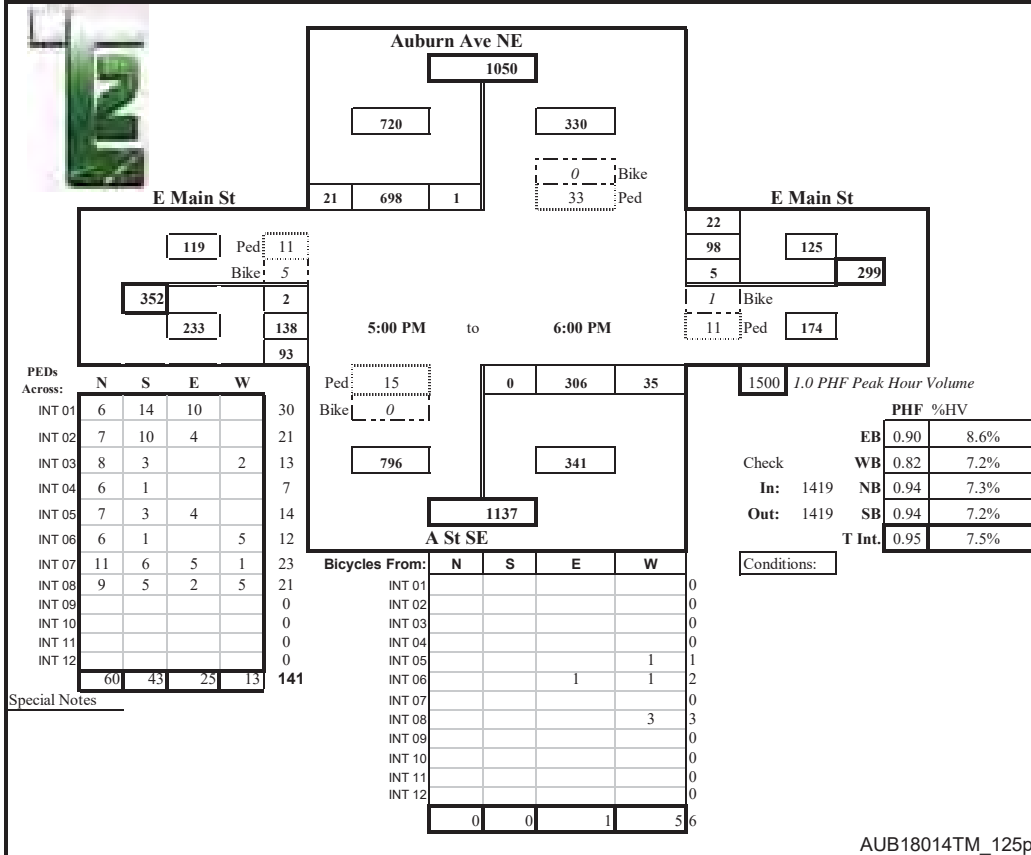 Auburn Ave NE
1050
720 330
0 Bike
E Main St 21 698 1 33 Ped E Main St
22
119 Ped 11 98 125
Bike 5 5 299
352 2 1 Bike
233 138 5:00 PM to 6:00 PM 11 Ped 174
93
PEDs
Across: N S E W Ped 15 0 306 35 1500 1.0 PHF Peak Hour Volume
INT 01 6 14 10 30 Bike 0 PHF %HV
INT 02 7 10 4 21 EB 0.90 8.6%
INT 03 8 3 2 13 796 341 Check WB 0.82 7.2%
INT 04 6 1 7 In: 1419 NB 0.94 7.3%
INT 05 7 3 4 14 1137 Out: 1419 SB 0.94 7.2%
INT 06 6 1 5 12 A St SE T Int. 0.95 7.5%
INT 07 11 6 5 1 23 Bicycles From: N S E W Conditions:
INT 08 9 5 2 5 21 INT 01 0
INT 09 0 INT 02 0
INT 10 0 INT 03 0
INT 11 0 INT 04 0
INT 12 0 INT 05 1 1
60 43 25 13 141 INT 06 1 1 2
Special Notes INT 07 0
INT 08 3 3
INT 09 0
INT 10 0
INT 11 0
INT 12 0
0 0 1 5 6
AUB18014TM_125p